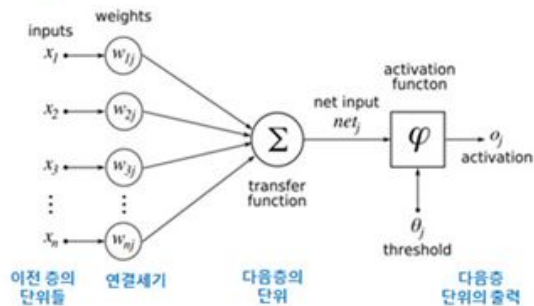 weights
inputs
x₁ w₁ⱼ
activation
functon
x₂ w₂ⱼ
net input
netⱼ
Σ
φ
oⱼ
activation
x₃ w₃ⱼ
transfer
function
⋮ ⋮
xₙ wₙⱼ
θⱼ
threshold
이전 층의
단위들
연결세기
다음층의
단위
다음층
단위의 출력